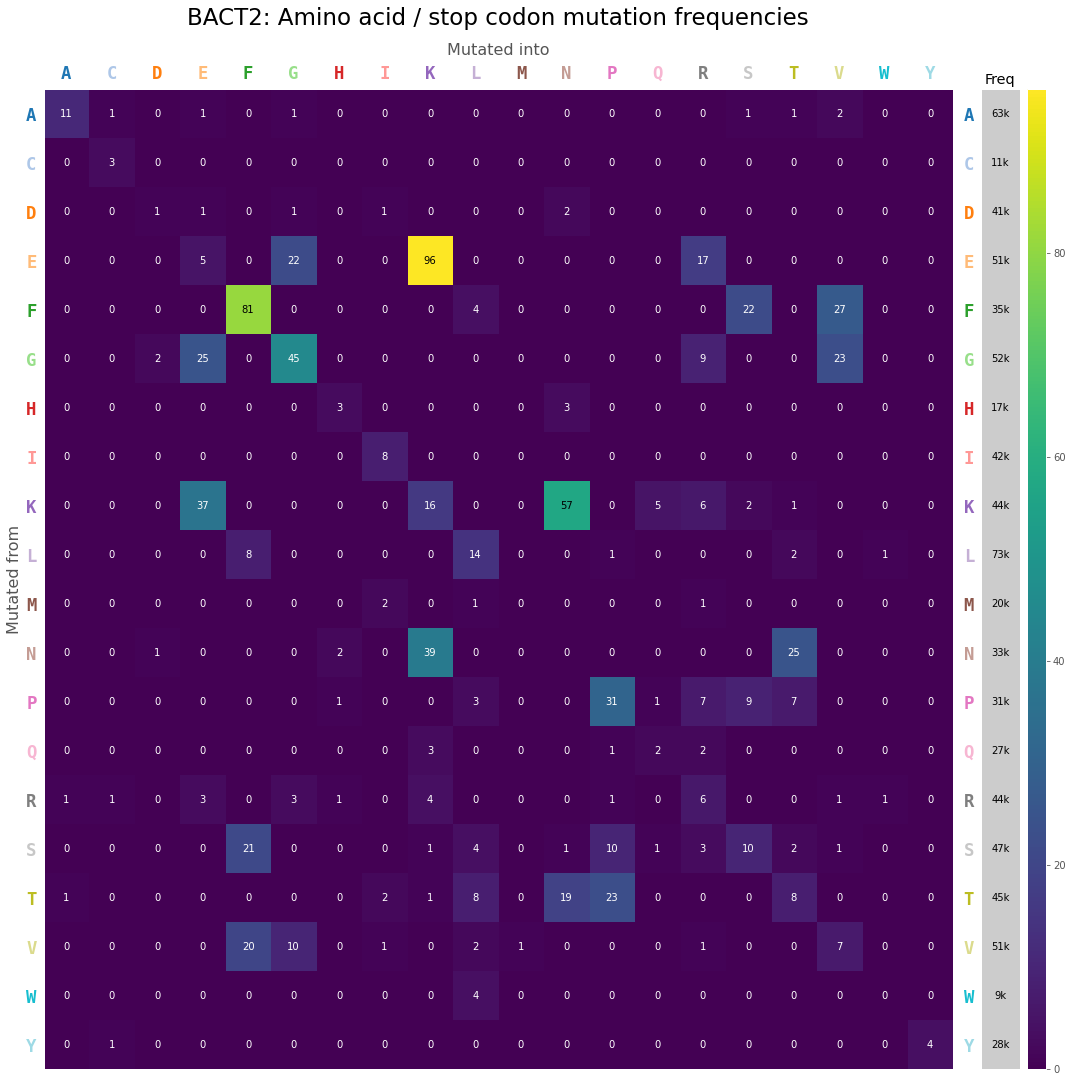 BACT2: Amino acid / stop codon mutation frequencies
Mutated into
A C D E F G H I K L M N P Q R S T V W Y Freq
A 11 1 0 1 0 1 0 0 0 0 0 0 0 0 0 1 1 2 0 0 A 63k
C 0 3 0 0 0 0 0 0 0 0 0 0 0 0 0 0 0 0 0 0 C 11k
D 0 0 1 1 0 1 0 1 0 0 0 2 0 0 0 0 0 0 0 0 D 41k
E 0 0 0 5 0 22 0 0 96 0 0 0 0 0 17 0 0 0 0 0 E 51k
80
F 0 0 0 0 81 0 0 0 0 4 0 0 0 0 0 22 0 27 0 0 F 35k
G 0 0 2 25 0 45 0 0 0 0 0 0 0 0 9 0 0 23 0 0 G 52k
H 0 0 0 0 0 0 3 0 0 0 0 3 0 0 0 0 0 0 0 0 H 17k
I 0 0 0 0 0 0 0 8 0 0 0 0 0 0 0 0 0 0 0 0 I 42k
60
K 0 0 0 37 0 0 0 0 16 0 0 57 0 5 6 2 1 0 0 0 K 44k
L 0 0 0 0 8 0 0 0 0 14 0 0 1 0 0 0 2 0 1 0 L 73k
Mutated from
M 0 0 0 0 0 0 0 2 0 1 0 0 0 0 1 0 0 0 0 0 M 20k
N 0 0 1 0 0 0 2 0 39 0 0 0 0 0 0 0 25 0 0 0 N 33k
40
P 0 0 0 0 0 0 1 0 0 3 0 0 31 1 7 9 7 0 0 0 P 31k
Q 0 0 0 0 0 0 0 0 3 0 0 0 1 2 2 0 0 0 0 0 Q 27k
R 1 1 0 3 0 3 1 0 4 0 0 0 1 0 6 0 0 1 1 0 R 44k
S 0 0 0 0 21 0 0 0 1 4 0 1 10 1 3 10 2 1 0 0 S 47k
20
T 1 0 0 0 0 0 0 2 1 8 0 19 23 0 0 0 8 0 0 0 T 45k
V 0 0 0 0 20 10 0 1 0 2 1 0 0 0 1 0 0 7 0 0 V 51k
W 0 0 0 0 0 0 0 0 0 4 0 0 0 0 0 0 0 0 0 0 W 9k
Y 0 1 0 0 0 0 0 0 0 0 0 0 0 0 0 0 0 0 0 4 Y 28k
0